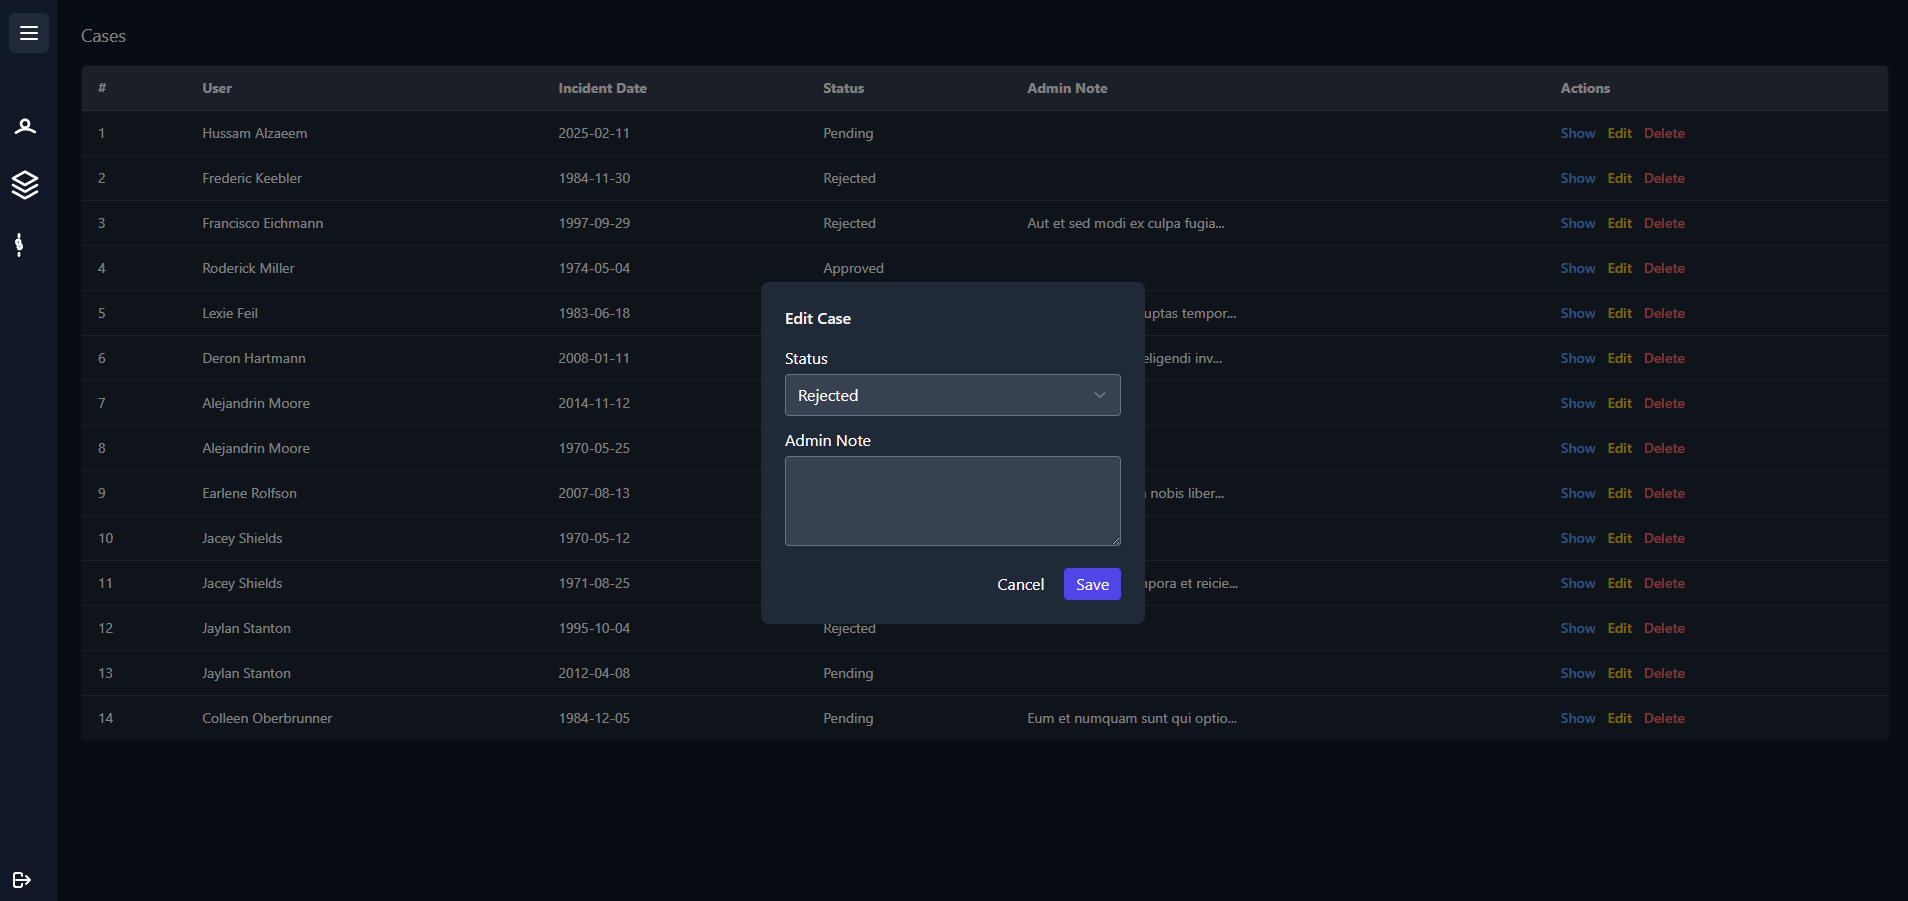 Cases
# User Incident Date Status Admin Note Actions
1 Hussam Alzaeem 2025-02-11 Pending Show Edit Delete
2 Frederic Keebler 1984-11-30 Rejected Show Edit Delete
3 Francisco Eichmann 1997-09-29 Rejected Aut et sed modi ex culpa fugia... Show Edit Delete
4 Roderick Miller 1974-05-04 Approved Show Edit Delete
5 Lexie Feil 1983-06-18 uptas tempor... Show Edit Delete
6 Deron Hartmann 2008-01-11 eligendi inv... Show Edit Delete
7 Alejandrin Moore 2014-11-12 Show Edit Delete
8 Alejandrin Moore 1970-05-25 Show Edit Delete
9 Earlene Rolfson 2007-08-13 nobis liber... Show Edit Delete
10 Jacey Shields 1970-05-12 Show Edit Delete
11 Jacey Shields 1971-08-25 pora et reicie... Show Edit Delete
12 Jaylan Stanton 1995-10-04 Rejected Show Edit Delete
13 Jaylan Stanton 2012-04-08 Pending Show Edit Delete
14 Colleen Oberbrunner 1984-12-05 Pending Eum et numquam sunt qui optio... Show Edit Delete
Edit Case
Status
Rejected
Admin Note
Cancel Save